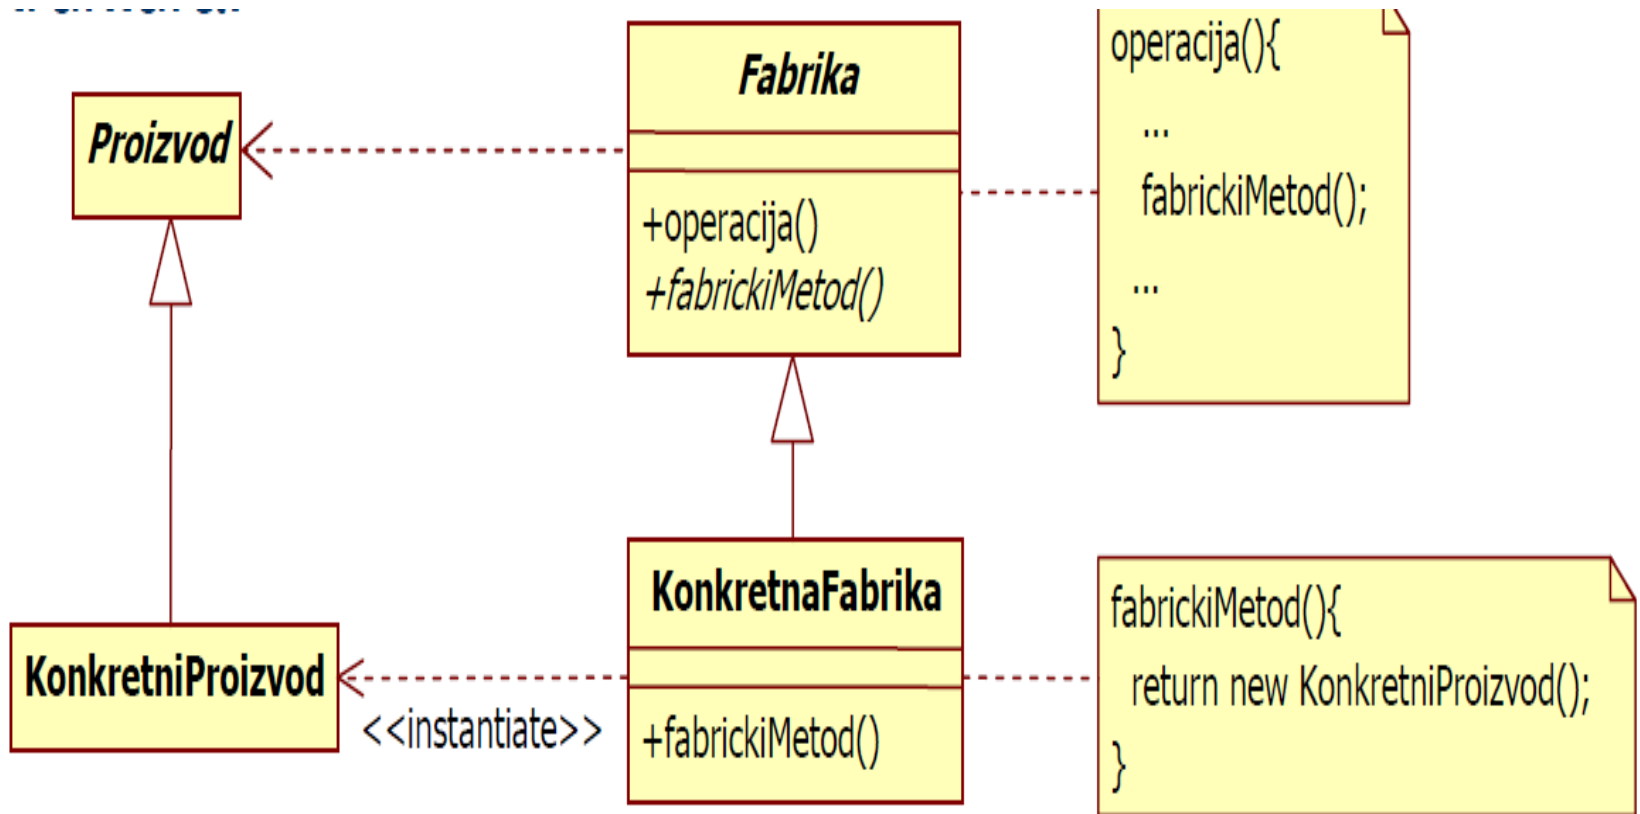 Fabrika
+operacija()
+fabrickiMetod()
Proizvod
operacija(){
...
fabrickiMetod();
...
}
KonkretnaFabrika
+fabrickiMetod()
KonkretniProizvod
<<instantiate>>
fabrickiMetod(){
return new KonkretniProizvod();
}